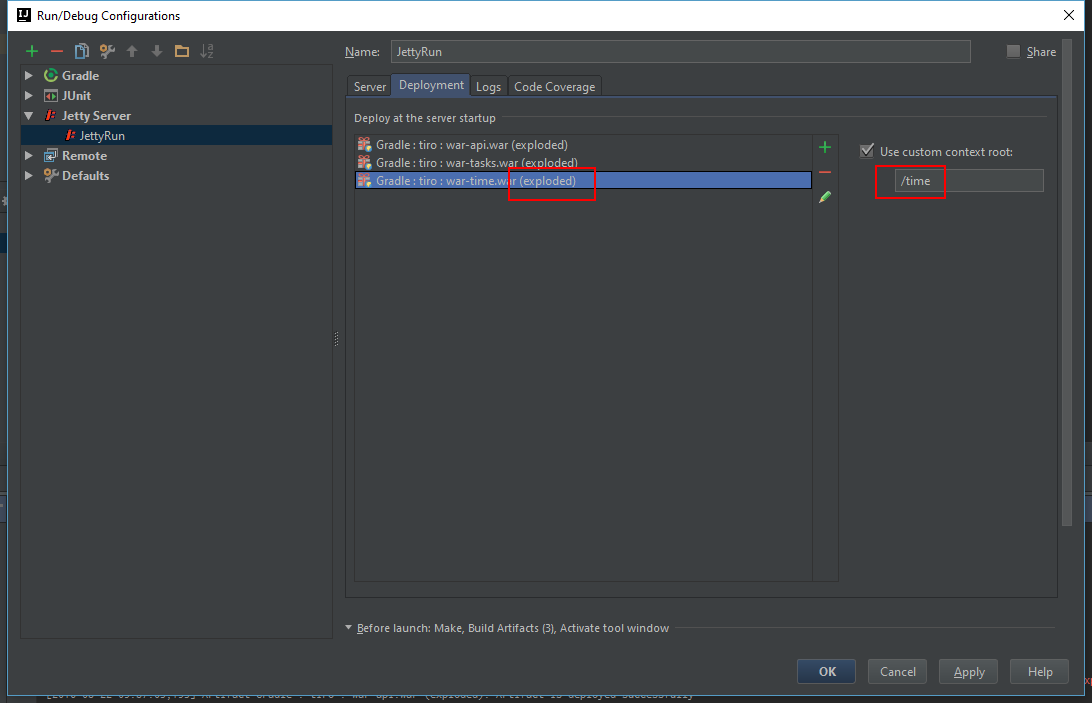 Run/Debug Configurations
Name: JettyRun Share
Gradle
JUnit
Jetty Server
JettyRun
Remote
Defaults
Server Deployment Logs Code Coverage
Deploy at the server startup
Gradle : tiro : war-api.war (exploded)
Gradle : tiro : war-tasks.war (exploded)
Gradle : tiro : war-time.war (exploded)
Use custom context root:
/time
Before launch: Make, Build Artifacts (3), Activate tool window
OK Cancel Apply Help